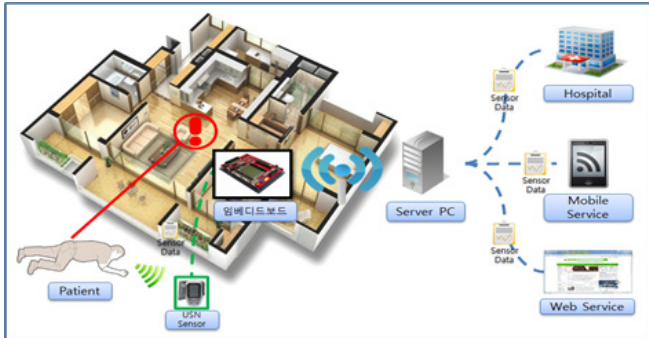 Sensor
Data
Hospital
임베디드보드
Server PC
Sensor
Data
Mobile
Service
Sensor
Data
Sensor
Data
Patient
USN
Sensor
Web Service